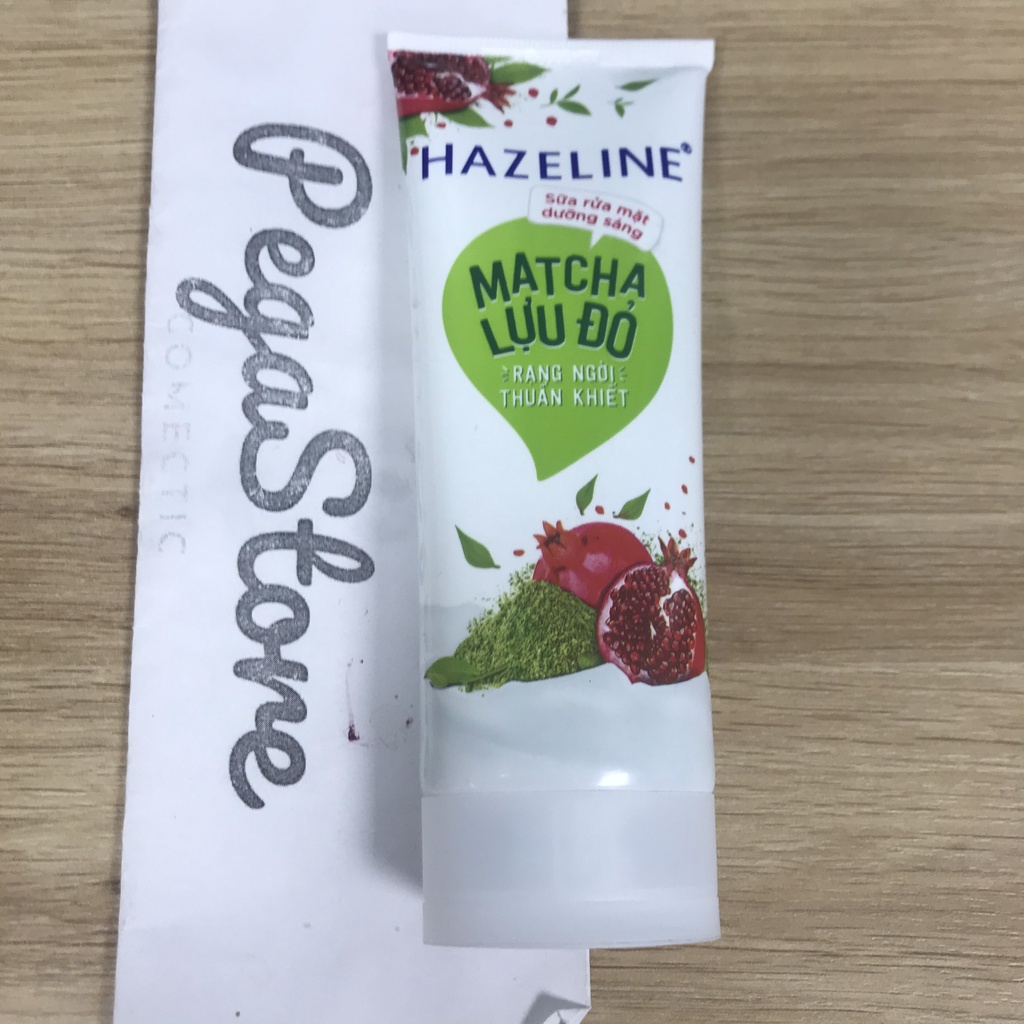 PegaStore
COMECTIC
HAZELINE®
Sữa rửa mặt
dưỡng sáng
MATCHA
LỰU ĐỎ
RẠNG NGỜI
THUẦN KHIẾT